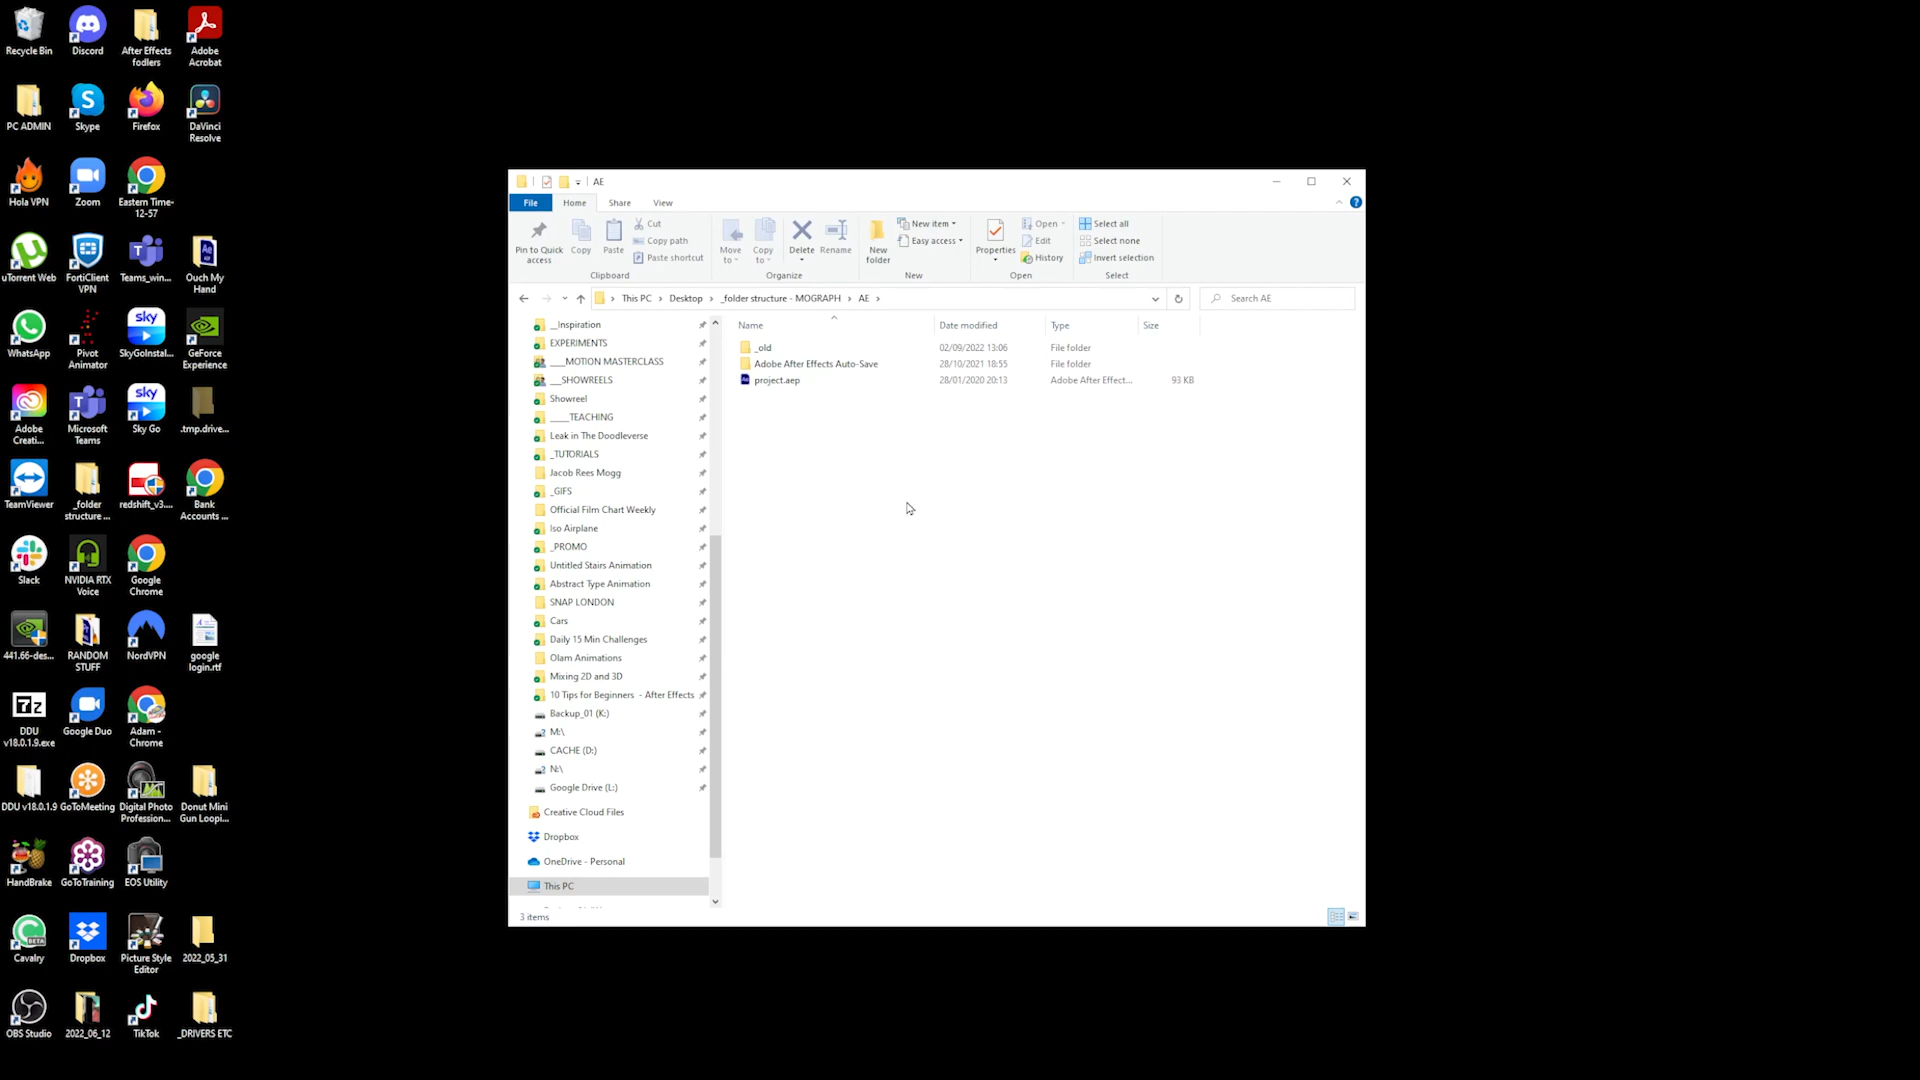 Recycle Bin
Discord
After Effects
fodlers
Adobe
Acrobat
PC ADMIN
Skype
Firefox
DaVinci
Resolve
Hola VPN
Zoom
Eastern Time-
12-57
uTorrent Web
FortiClient
VPN
Teams_win...
Ouch My
Hand
WhatsApp
Pivot
Animator
SkyGoInstal...
GeForce
Experience
Adobe
Creati...
Microsoft
Teams
Sky Go
.tmp.drive...
TeamViewer
_folder
structure ...
redshift_v3....
Bank
Accounts ...
Slack
NVIDIA RTX
Voice
Google
Chrome
441.66-des...
RANDOM
STUFF
NordVPN
google
login.rtf
DDU
v18.0.1.9.exe
Google Duo
Adam -
Chrome
DDU v18.0.1.9
GoToMeeting
Digital Photo
Profession...
Donut Mini
Gun Loopi...
HandBrake
GoToTraining
EOS Utility
Cavalry
Dropbox
Picture Style
Editor
2022_05_31
OBS Studio
2022_06_12
TikTok
_DRIVERS ETC
AE
File
Home
Share
View
Pin to Quick
access
Copy
Paste
Cut
Copy path
Paste shortcut
Clipboard
Move
to
Copy
to
Delete
Rename
Organize
New
folder
New item
Easy access
New
Properties
Open
Edit
History
Open
Select all
Select none
Invert selection
Select
This PC > Desktop > _folder structure - MOGRAPH > AE >
Search AE
__Inspiration
EXPERIMENTS
___MOTION MASTERCLASS
___SHOWREELS
Showreel
____TEACHING
Leak in The Doodleverse
_TUTORIALS
Jacob Rees Mogg
_GIFS
Official Film Chart Weekly
Iso Airplane
_PROMO
Untitled Stairs Animation
Abstract Type Animation
SNAP LONDON
Cars
Daily 15 Min Challenges
Olam Animations
Mixing 2D and 3D
10 Tips for Beginners - After Effects
Backup_01 (K:)
M:\
CACHE (D:)
N:\
Google Drive (L:)
Creative Cloud Files
Dropbox
OneDrive - Personal
This PC
Name Date modified Type Size
_old 02/09/2022 13:06 File folder
Adobe After Effects Auto-Save 28/10/2021 18:55 File folder
project.aep 28/01/2020 20:13 Adobe After Effect... 93 KB
3 items